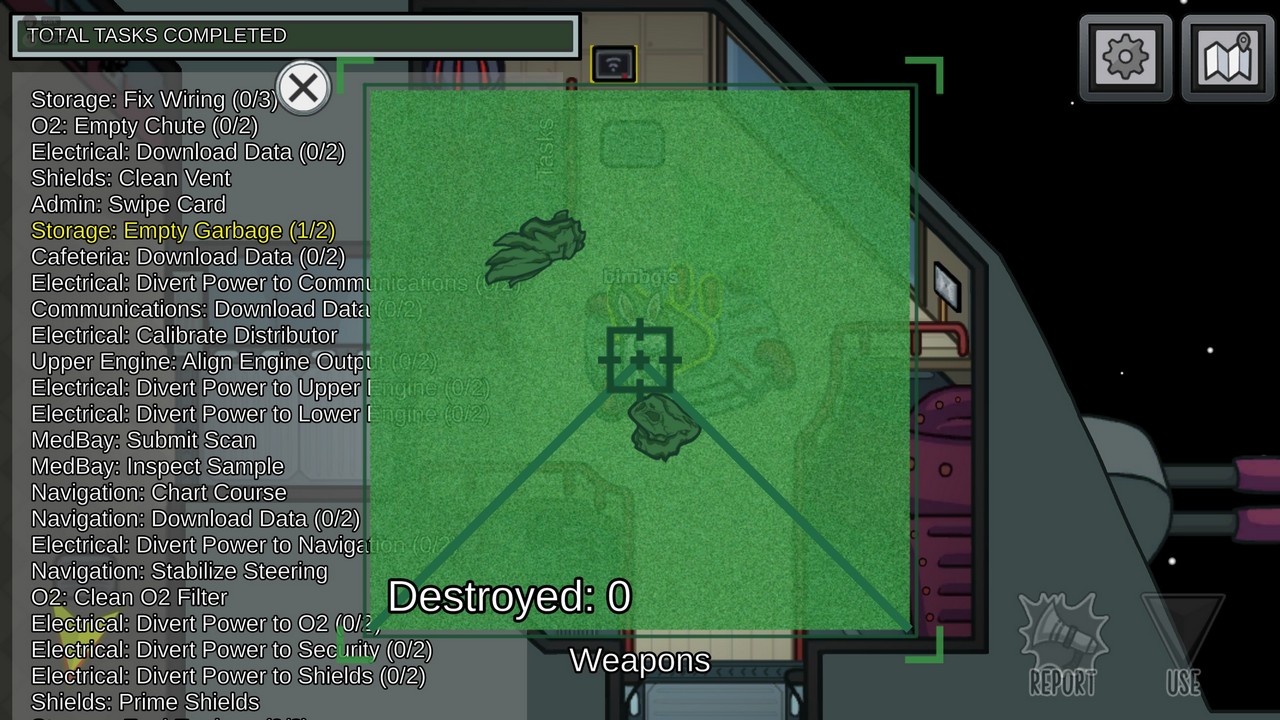 TOTAL TASKS COMPLETED
Storage: Fix Wiring (0/3)
O2: Empty Chute (0/2)
Electrical: Download Data (0/2)
Shields: Clean Vent
Admin: Swipe Card
Storage: Empty Garbage (1/2)
Cafeteria: Download Data (0/2)
Electrical: Divert Power to Communications (0/2)
Communications: Download Data (0/2)
Electrical: Calibrate Distributor
Upper Engine: Align Engine Output (0/2)
Electrical: Divert Power to Upper Engine (0/2)
Electrical: Divert Power to Lower Engine (0/2)
MedBay: Submit Scan
MedBay: Inspect Sample
Navigation: Chart Course
Navigation: Download Data (0/2)
Electrical: Divert Power to Navigation (0/2)
Navigation: Stabilize Steering
O2: Clean O2 Filter
Electrical: Divert Power to O2 (0/2)
Electrical: Divert Power to Security (0/2)
Electrical: Divert Power to Shields (0/2)
Shields: Prime Shields
Tasks
bimbgis
Destroyed: 0
Weapons
REPORT
USE